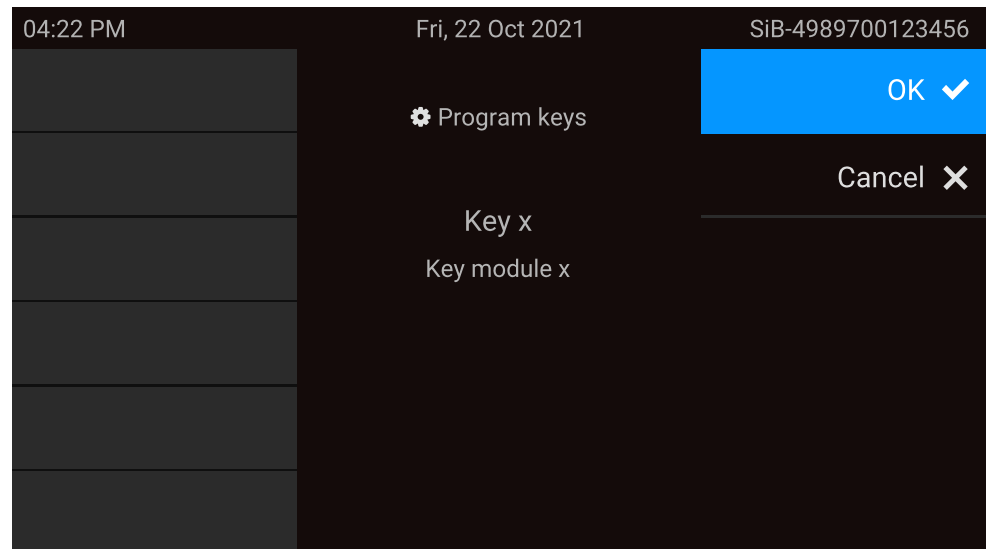 04:22 PM
Fri, 22 Oct 2021
SiB-4989700123456
OK
Program keys
Cancel
Key x
Key module x